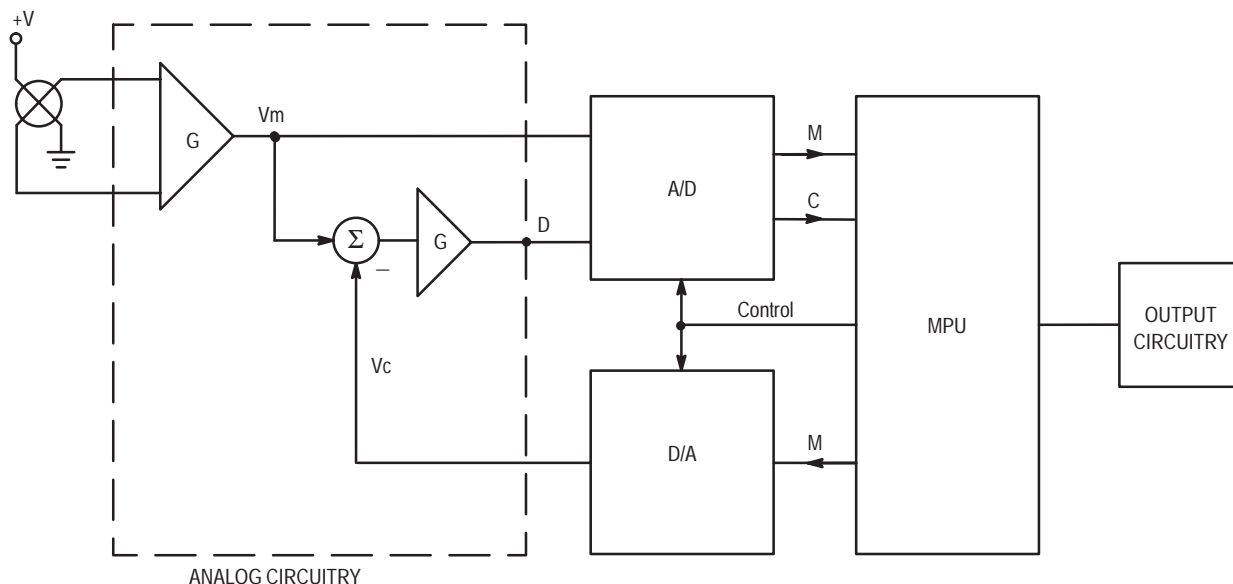 +V
G
Vm
Σ
−
G
D
Vc
ANALOG CIRCUITRY
A/D
M
C
Control
D/A
M
MPU
OUTPUT
CIRCUITRY